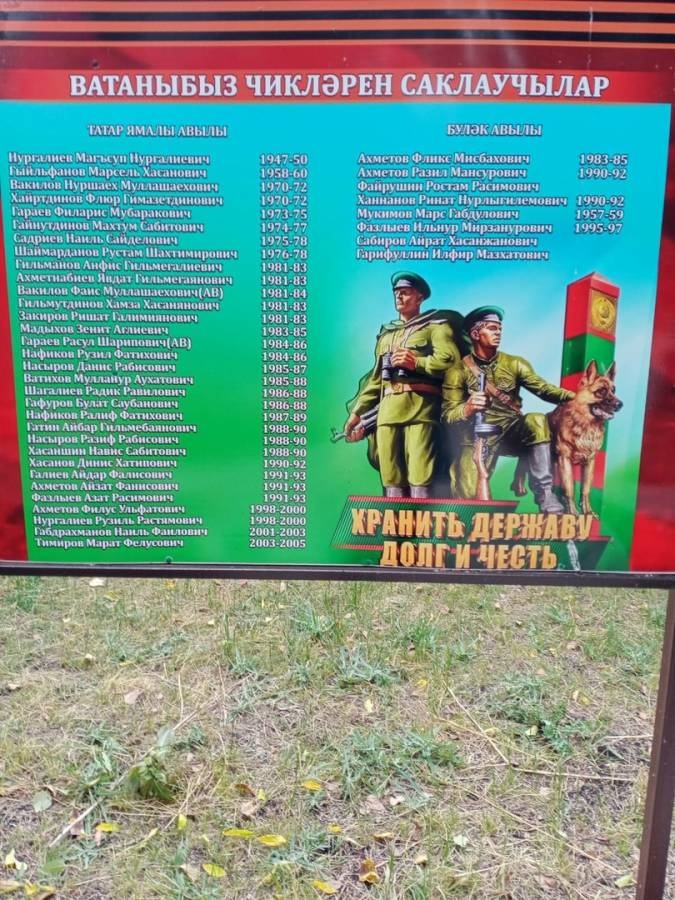 ВАТАНЫБЫЗ ЧИКЛӘРЕН САКЛАУЧЫЛАР
ТАТАР ЯМАЛЫ АВЫЛЫ
Нургалиев Магъсуп Нургалиевич 1947-50
Гыйльфанов Марсель Хасанович 1958-60
Вакилов Нуршаех Муллашаехович 1970-72
Хайртдинов Флюр Гимазетдинович 1970-72
Гараев Филарис Мубаракович 1973-75
Гайнутдинов Махтум Сабитович 1974-77
Садриев Наиль Сайделович 1975-78
Шаймарданов Рустам Шахтимирович 1976-78
Гильманов Анфис Гильмегалиевич 1981-83
Ахметнабиев Явдат Гильмегаянович 1981-83
Вакилов Фаис Муллашаехович(АВ) 1981-84
Гильмутдинов Хамза Хасанянович 1981-83
Закиров Ришат Галимиянович 1981-83
Мадыхов Зенит Аглиевич 1983-85
Гараев Расул Шарипович(АВ) 1984-86
Нафиков Рузил Фатихович 1984-86
Насыров Данис Рабисович 1985-87
Ватихов Муллайур Аухатович 1985-88
Шагалиев Радик Равилович 1986-88
Гафуров Булат Саубанович 1986-88
Нафиков Ралиф Фатихович 1987-89
Гатин Айбар Гильмебаянович 1988-90
Насыров Разиф Рабисович 1988-90
Хасаншин Навис Сабитович 1988-90
Хасанов Динис Хатипович 1990-92
Галиев Айдар Фалисович 1991-93
Ахметов Айзат Фанисович 1991-93
Фазлыев Азат Расимович 1991-93
Ахметов Филус Ульфатович 1998-2000
Нургалиев Рузиль Растямович 1998-2000
Габдрахманов Наиль Фаилович 2001-2003
Тимиров Марат Фелусович 2003-2005
БУЛӘК АВЫЛЫ
Ахметов Фликс Мисбахович 1983-85
Ахметов Разил Мансурович 1990-92
Файрушин Ростам Расимович
Ханнанов Ринат Нурлыгилемович 1990-92
Мукимов Марс Габдулович 1957-59
Фазлыев Ильнур Мирзанурович 1995-97
Сабиров Айрат Хасанжанович
Гарифуллин Илфир Мазхатович
ХРАНИТЬ ДЕРЖАВУ
ДОЛГ И ЧЕСТЬ